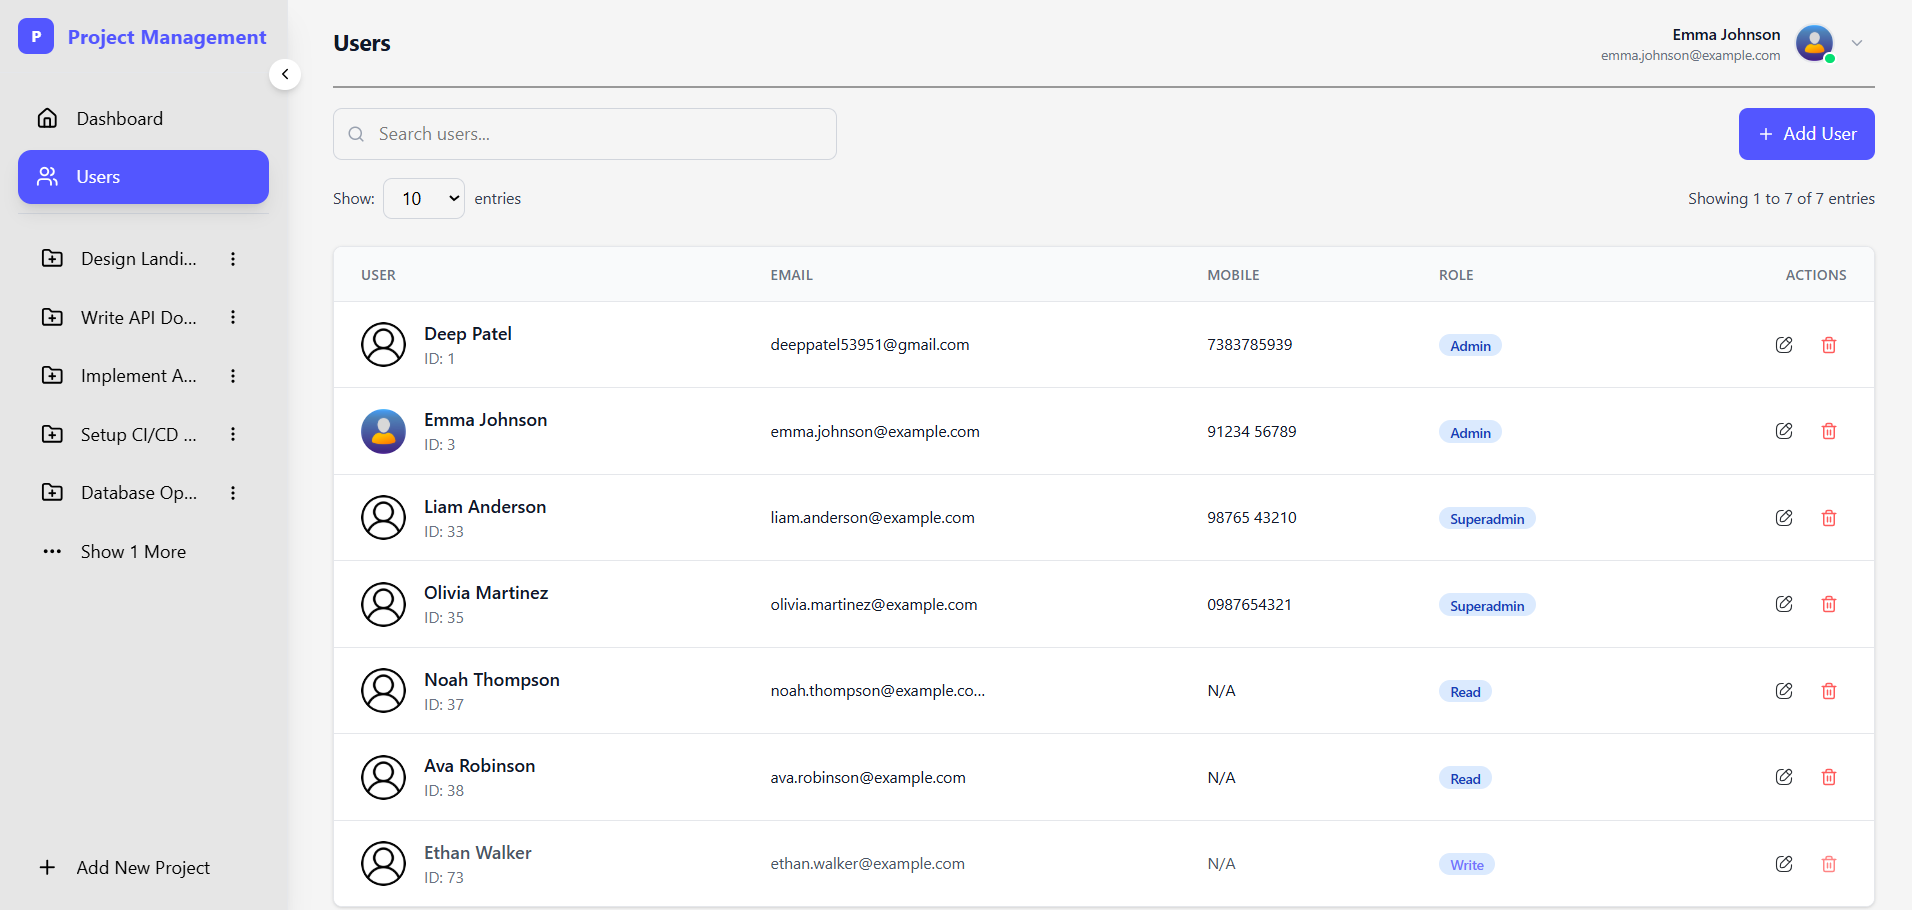 P Project Management
Dashboard
Users
Design Landi...
Write API Do...
Implement A...
Setup CI/CD ...
Database Op...
Show 1 More
Add New Project
Users
Emma Johnson
emma.johnson@example.com
Search users...
Add User
Show: 10 entries
Showing 1 to 7 of 7 entries
USER EMAIL MOBILE ROLE ACTIONS
Deep Patel
ID: 1
deeppatel53951@gmail.com 7383785939 Admin
Emma Johnson
ID: 3
emma.johnson@example.com 91234 56789 Admin
Liam Anderson
ID: 33
liam.anderson@example.com 98765 43210 Superadmin
Olivia Martinez
ID: 35
olivia.martinez@example.com 0987654321 Superadmin
Noah Thompson
ID: 37
noah.thompson@example.co... N/A Read
Ava Robinson
ID: 38
ava.robinson@example.com N/A Read
Ethan Walker
ID: 73
ethan.walker@example.com N/A Write